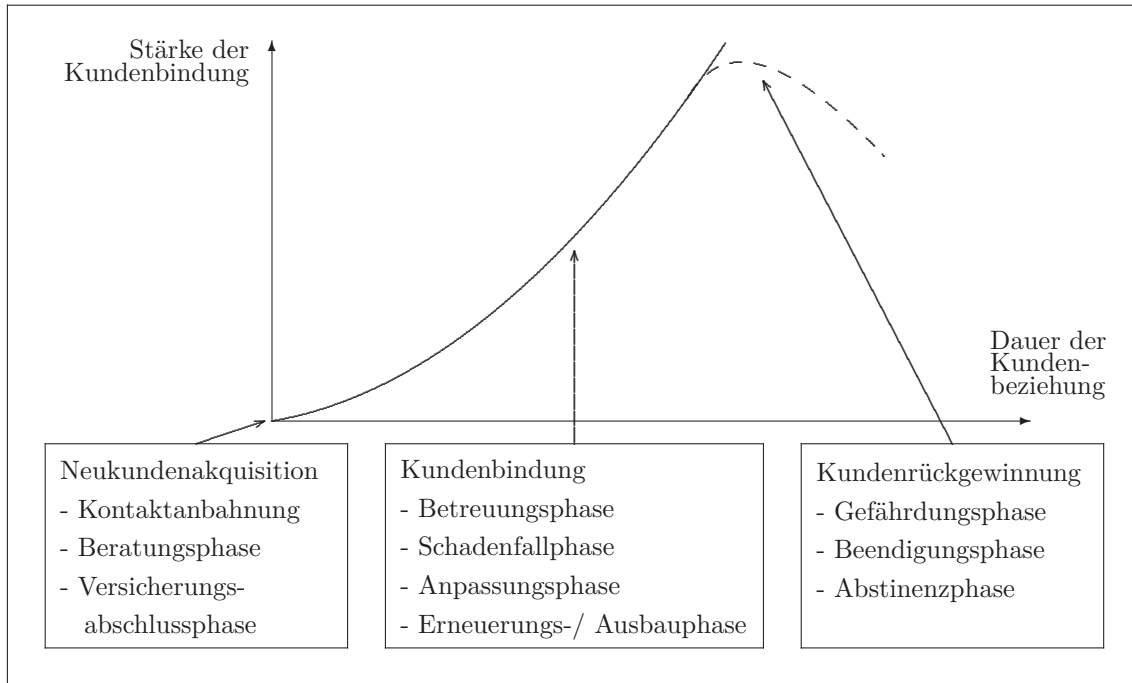 Stärke der
Kundenbindung
Dauer der
Kunden-
beziehung
Neukundenakquisition
- Kontaktanbahnung
- Beratungsphase
- Versicherungs-
abschlussphase
Kundenbindung
- Betreuungsphase
- Schadenfallphase
- Anpassungsphase
- Erneuerungs-/ Ausbauphase
Kundenrückgewinnung
- Gefährdungsphase
- Beendigungsphase
- Abstinenzphase